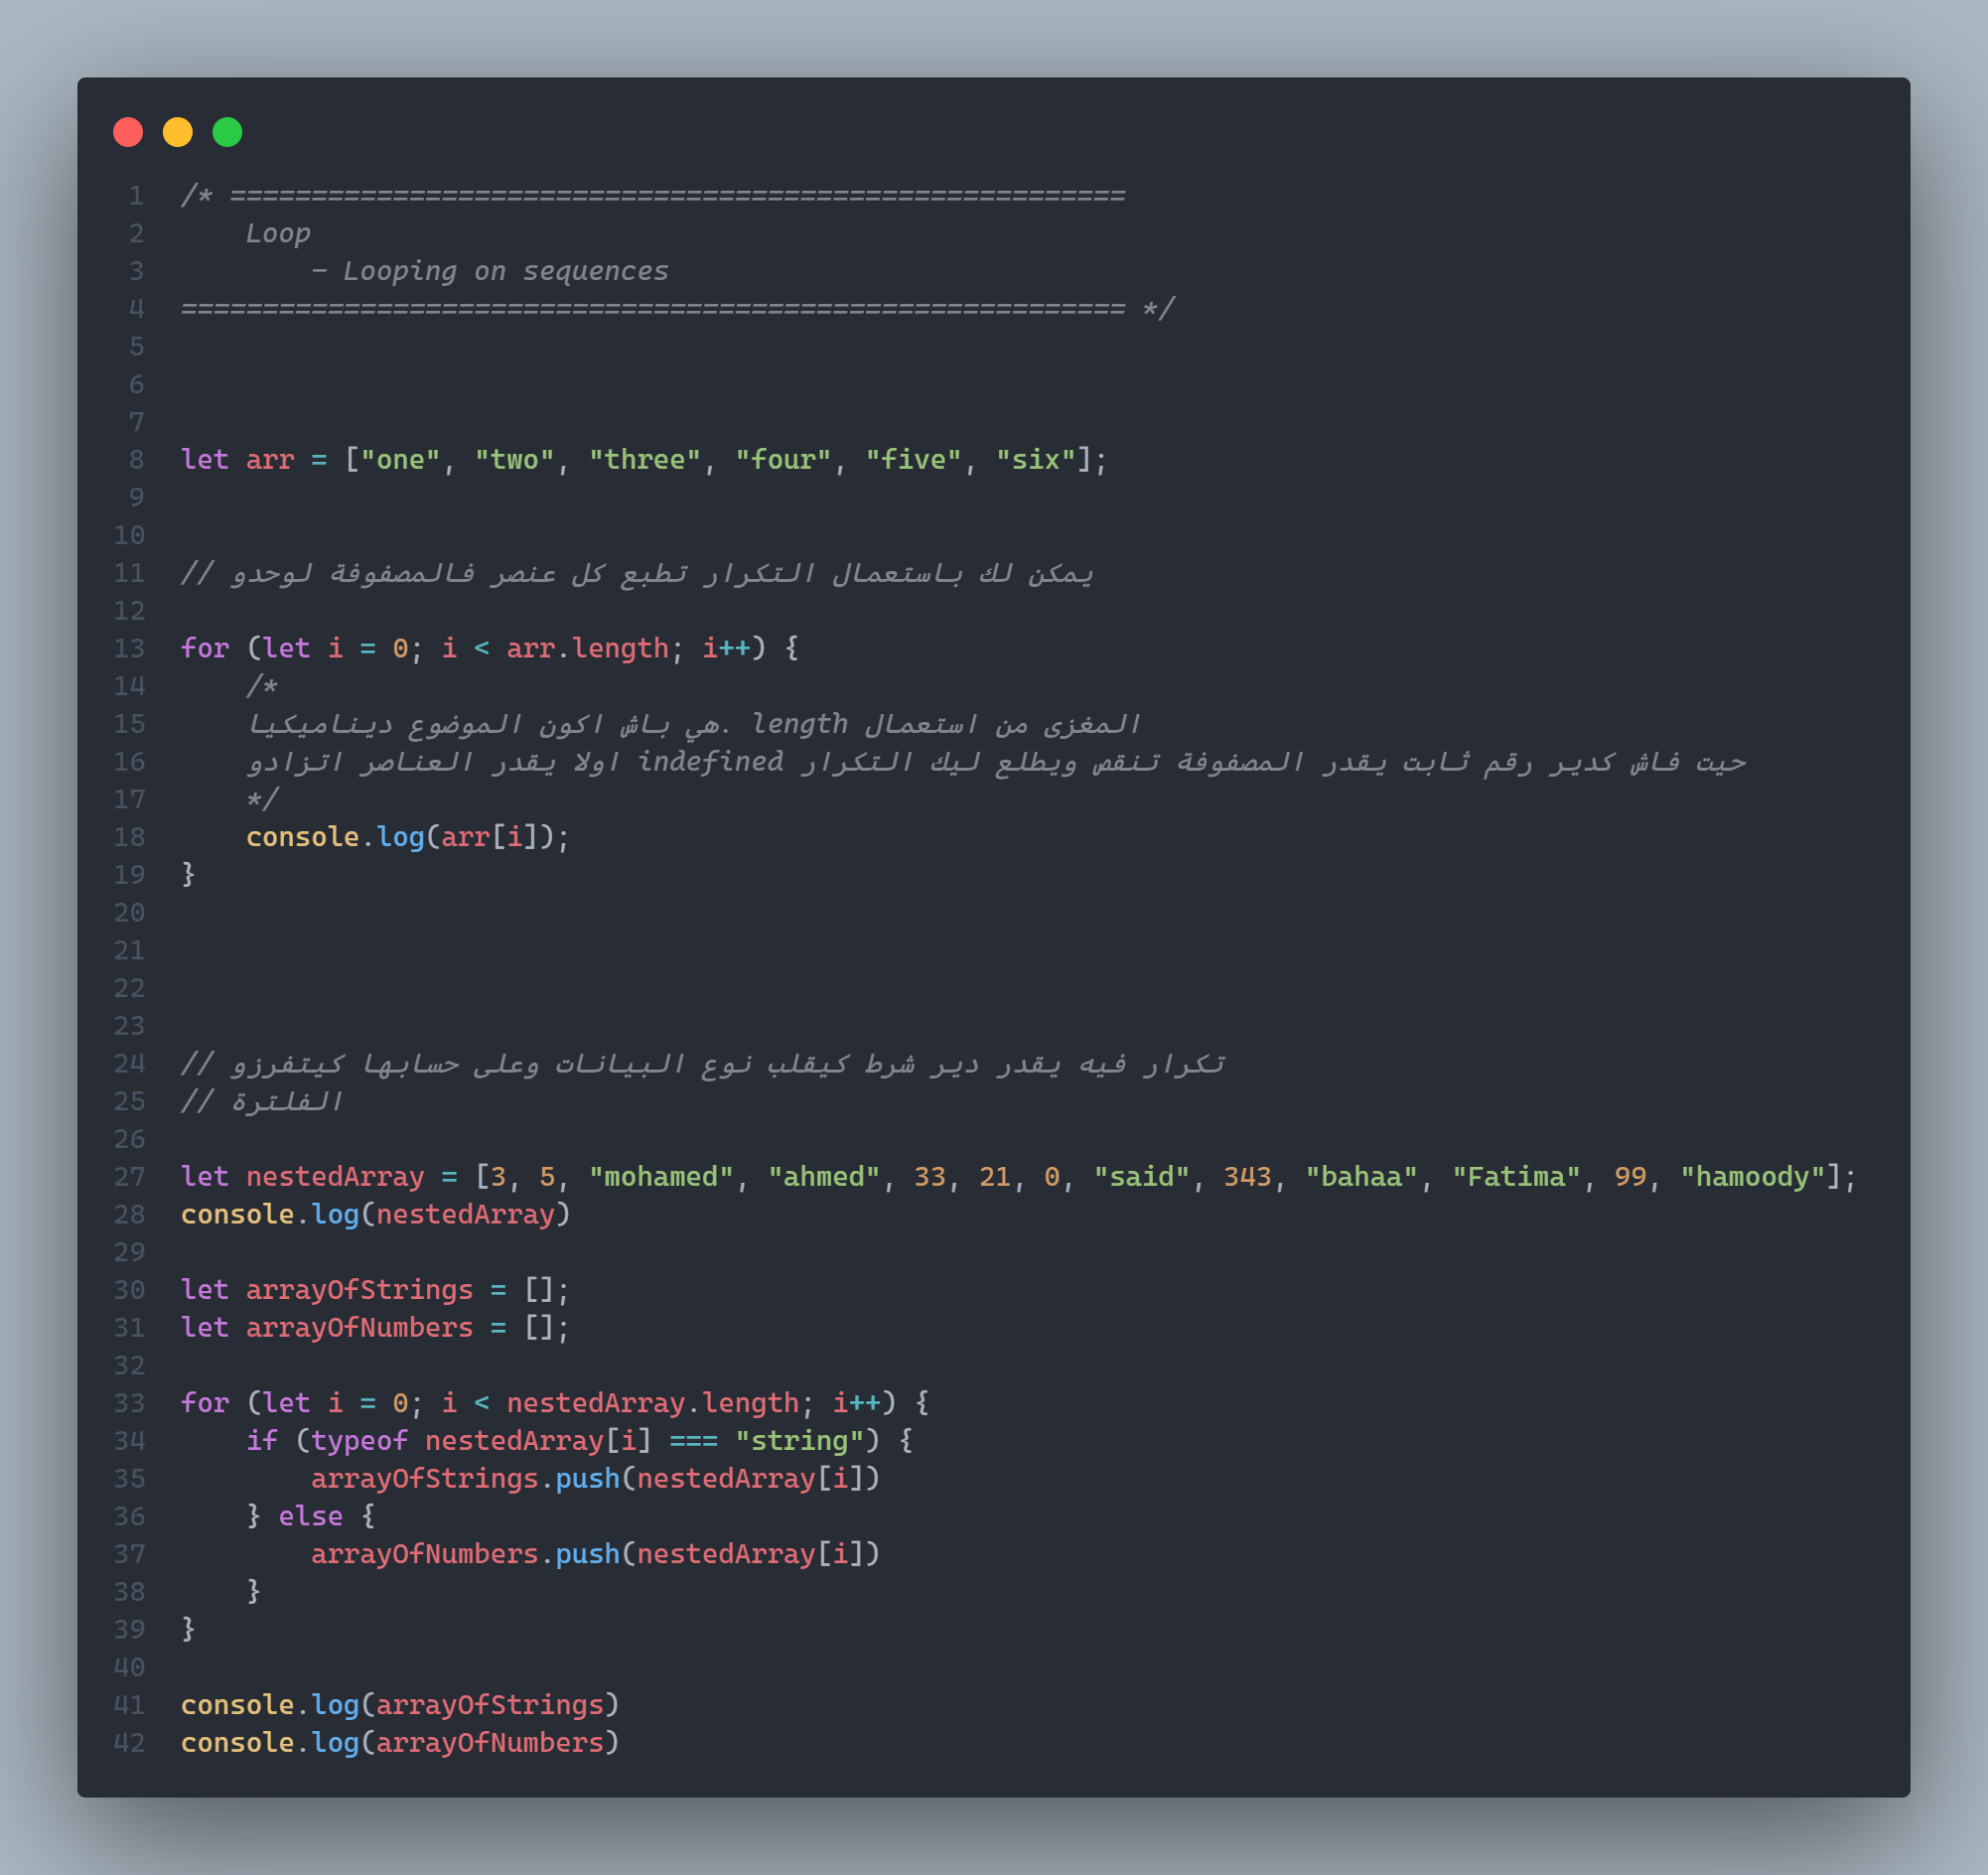 1 /* =======================================================
2     Loop
3         - Looping on sequences
4 ========================================================== */
5
6
7
8 let arr = ["one", "two", "three", "four", "five", "six"];
9
10
11 // يمكن لك باستعمال التكرار تطبع كل عنصر فالمصفوفة لوحدو
12
13 for (let i = 0; i < arr.length; i++) {
14     /*
15     المغزى من استعمال length .هي باش اكون الموضوع ديناميكيا
16     حيت فاش كدير رقم ثابت يقدر المصفوفة تنقص ويطلع ليك التكرار indefined اولا يقدر العناصر اتزادو
17     */
18     console.log(arr[i]);
19 }
20
21
22
23
24 // تكرار فيه يقدر دير شرط كيقلب نوع البيانات وعلى حسابها كيتفرزو
25 // الفلترة
26
27 let nestedArray = [3, 5, "mohamed", "ahmed", 33, 21, 0, "said", 343, "bahaa", "Fatima", 99, "hamoody"];
28 console.log(nestedArray)
29
30 let arrayOfStrings = [];
31 let arrayOfNumbers = [];
32
33 for (let i = 0; i < nestedArray.length; i++) {
34     if (typeof nestedArray[i] === "string") {
35         arrayOfStrings.push(nestedArray[i])
36     } else {
37         arrayOfNumbers.push(nestedArray[i])
38     }
39 }
40
41 console.log(arrayOfStrings)
42 console.log(arrayOfNumbers)